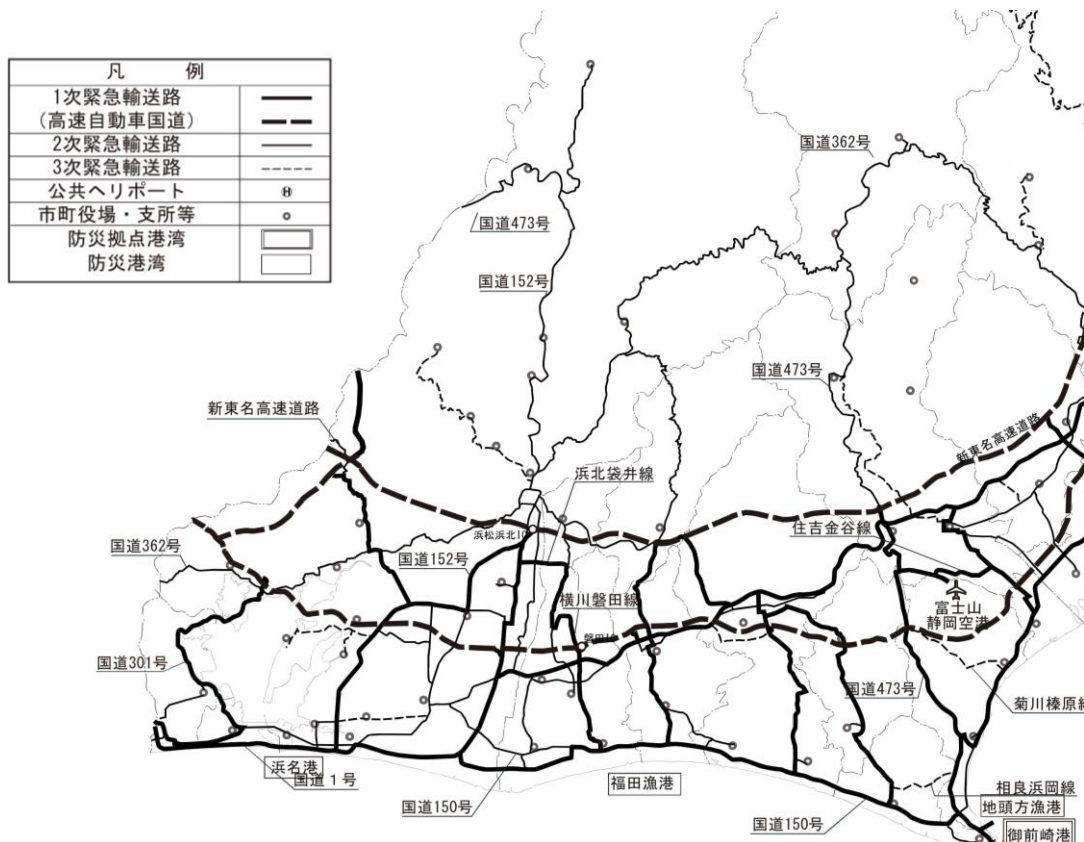 凡 例
1次緊急輸送路
(高速自動車国道)
2次緊急輸送路
3次緊急輸送路
公共ヘリポート
H
市町役場・支所等
防災拠点港湾
防災港湾
国道362号
国道473号
国道152号
国道473号
新東名高速道路
新東名高速道路
浜北袋井線
住吉金谷線
浜松浜北IC
国道362号
国道152号
横川磐田線
富士山
静岡空港
磐田IC
国道301号
国道473号
菊川榛原線
浜名港
国道1号
福田漁港
相良浜岡線
地頭方漁港
国道150号
国道150号
御前崎港